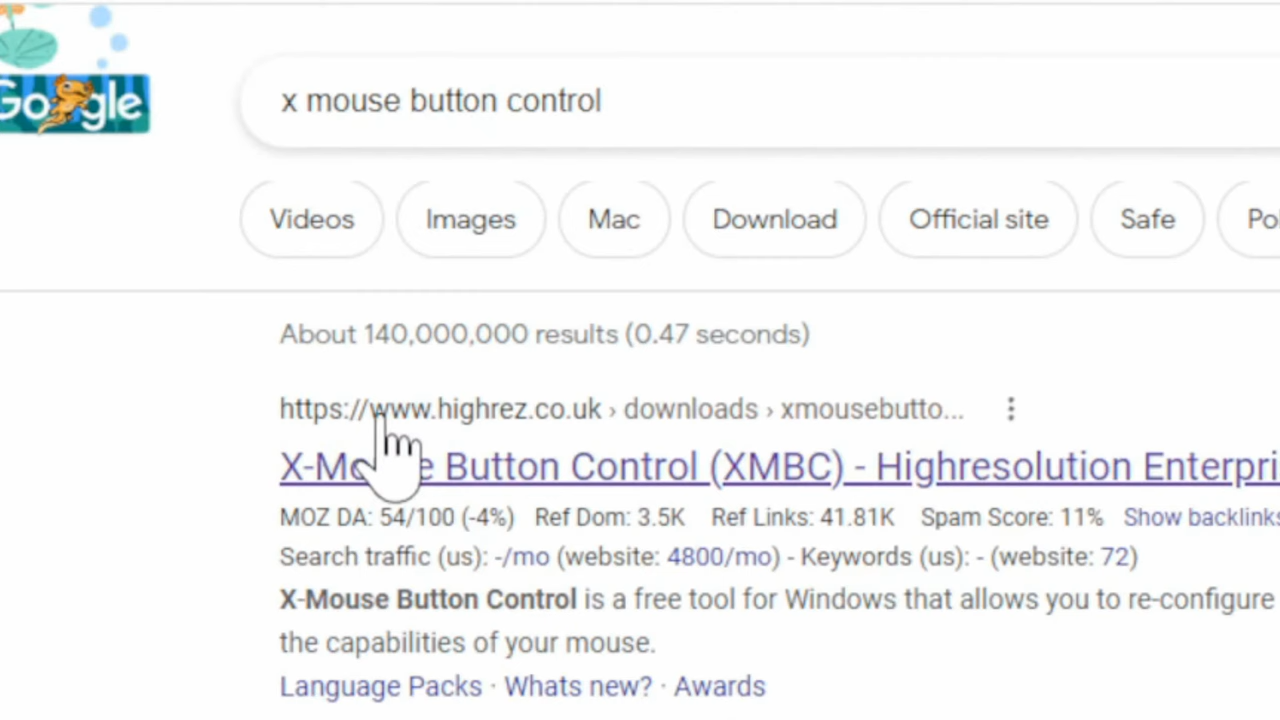 Google
x mouse button control
Videos Images Mac Download Official site Safe
About 140,000,000 results (0.47 seconds)
https://www.highrez.co.uk › downloads › xmousebutto...
X-Mouse Button Control (XMBC) - Highresolution Enterpri
MOZ DA: 54/100 (-4%) Ref Dom: 3.5K Ref Links: 41.81K Spam Score: 11% Show backlinks
Search traffic (us): -/mo (website: 4800/mo) - Keywords (us): - (website: 72)
X-Mouse Button Control is a free tool for Windows that allows you to re-configure
the capabilities of your mouse.
Language Packs · Whats new? · Awards